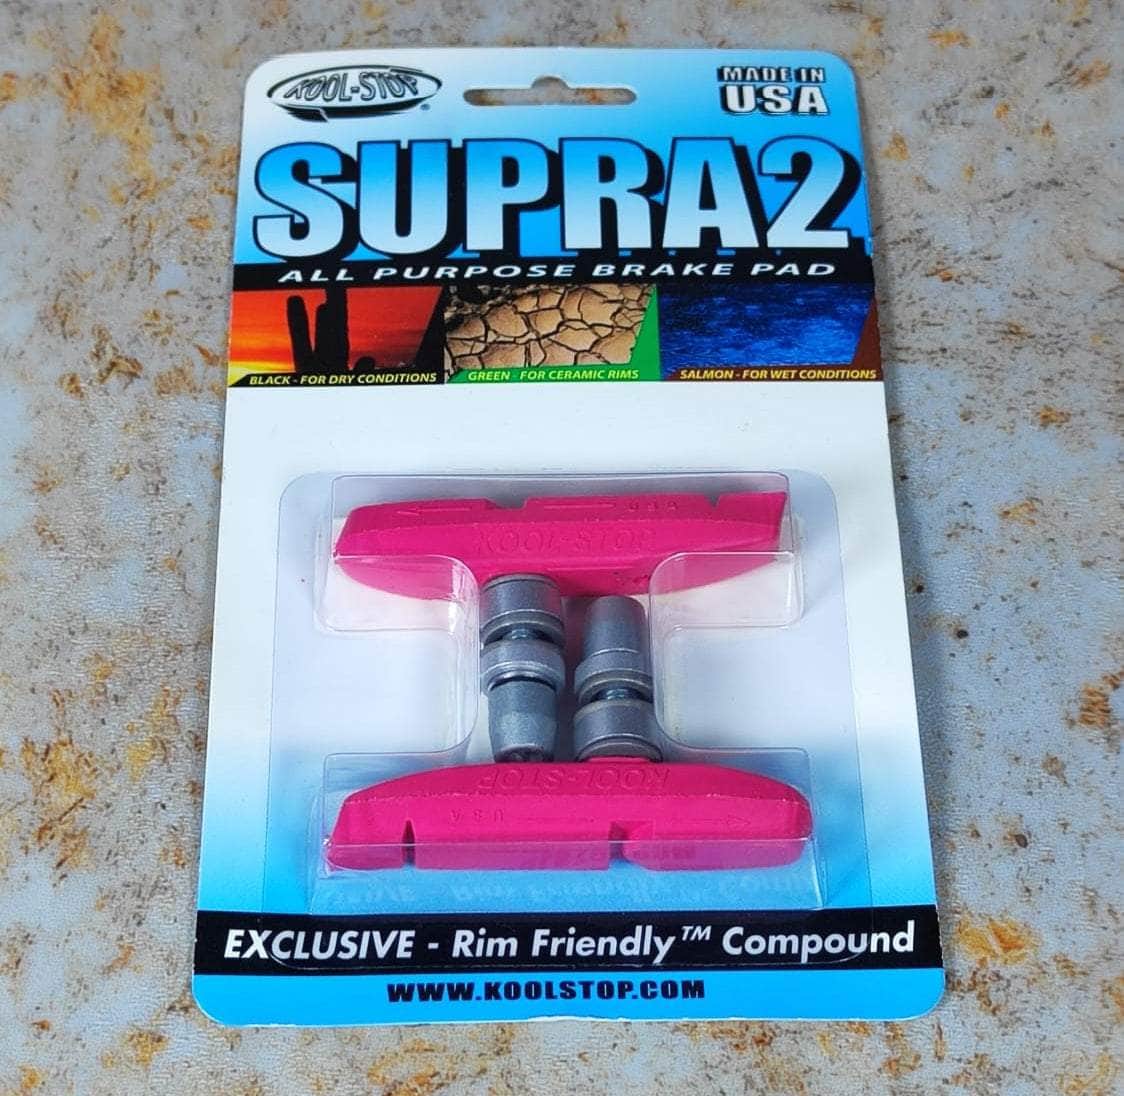 KOOL-STOP®
MADE IN
USA
SUPRA2
ALL PURPOSE BRAKE PAD
BLACK - FOR DRY CONDITIONS
GREEN - FOR CERAMIC RIMS
SALMON - FOR WET CONDITIONS
USA
KOOL-STOP
KOOL-STOP
USA
EXCLUSIVE - Rim Friendly™ Compound
WWW.KOOLSTOP.COM